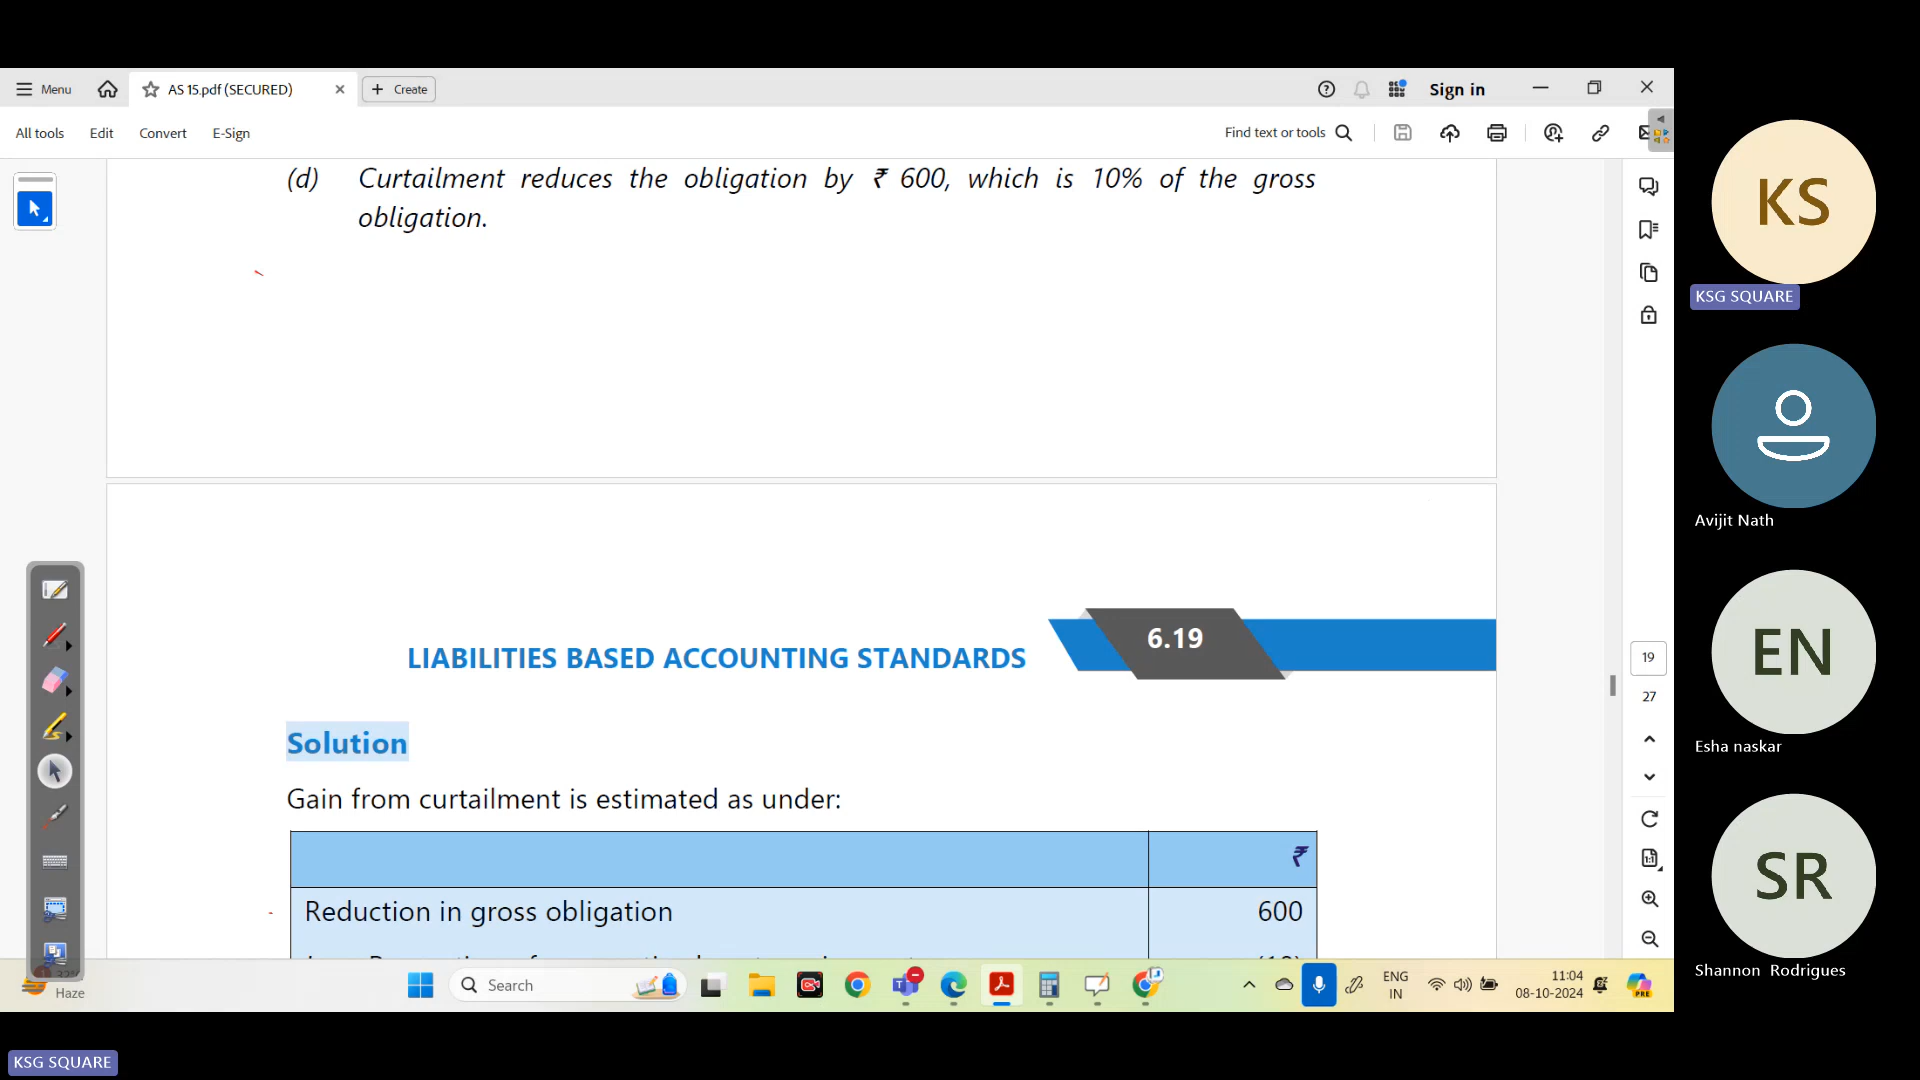 Menu
AS 15.pdf (SECURED)
Create
Sign in
All tools
Edit
Convert
E-Sign
Find text or tools
(d) Curtailment reduces the obligation by ₹ 600, which is 10% of the gross
obligation.
LIABILITIES BASED ACCOUNTING STANDARDS
6.19
Solution
Gain from curtailment is estimated as under:
₹
Reduction in gross obligation
600
19
27
KS
KSG SQUARE
Avijit Nath
EN
Esha naskar
SR
Shannon Rodrigues
Haze
Search
ENG
IN
11:04
08-10-2024
PRE
KSG SQUARE